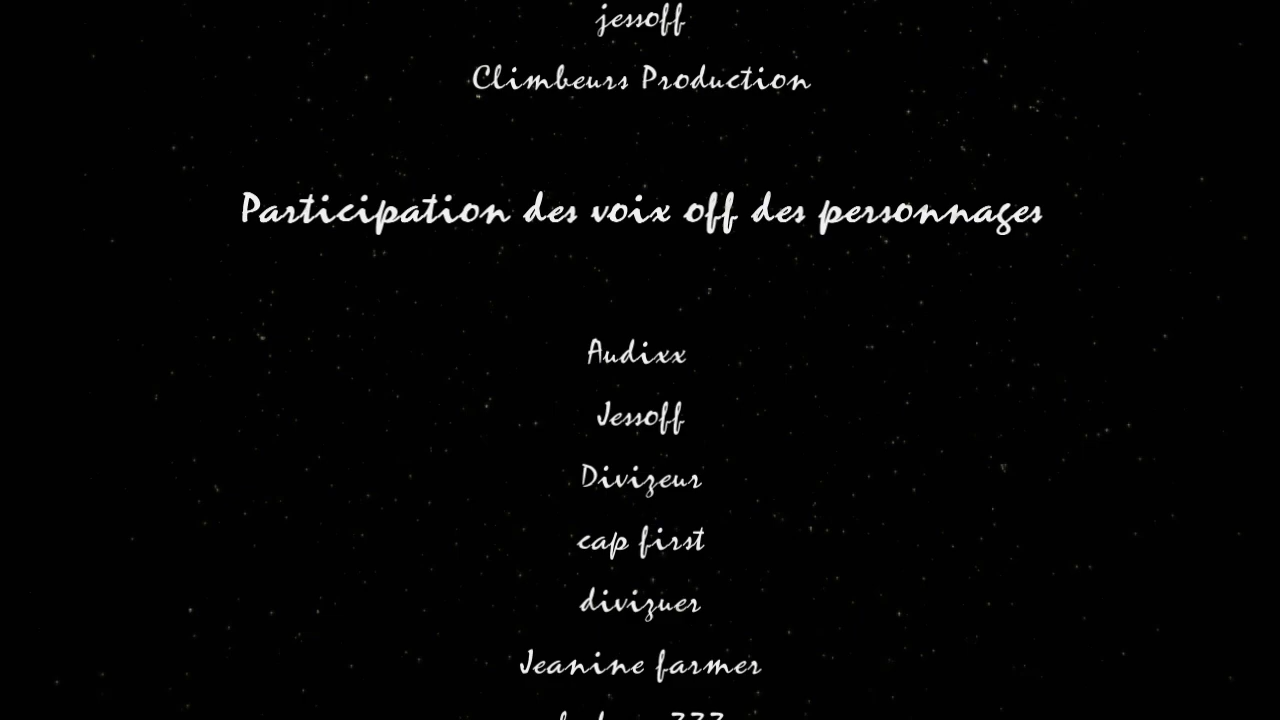 jessoff
Climbeurs Production
Participation des voix off des personnages
Audixx
Jessoff
Divizeur
cap first
divizuer
Jeanine farmer